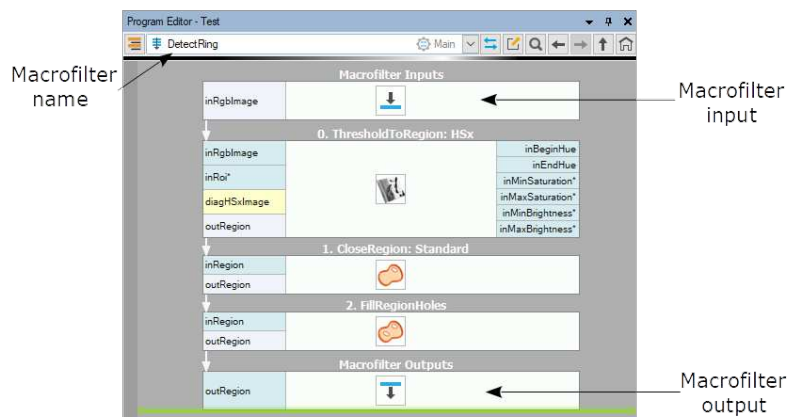 Program Editor - Test
DetectRing
Main
Macrofilter
name
Macrofilter Inputs
inRgbImage
Macrofilter
input
0. ThresholdToRegion: HSx
inRgbImage
inRoi*
diagHSxImage
outRegion
inBeginHue
inEndHue
inMinSaturation*
inMaxSaturation*
inMinBrightness*
inMaxBrightness*
1. CloseRegion: Standard
inRegion
outRegion
2. FillRegionHoles
inRegion
outRegion
Macrofilter Outputs
outRegion
Macrofilter
output